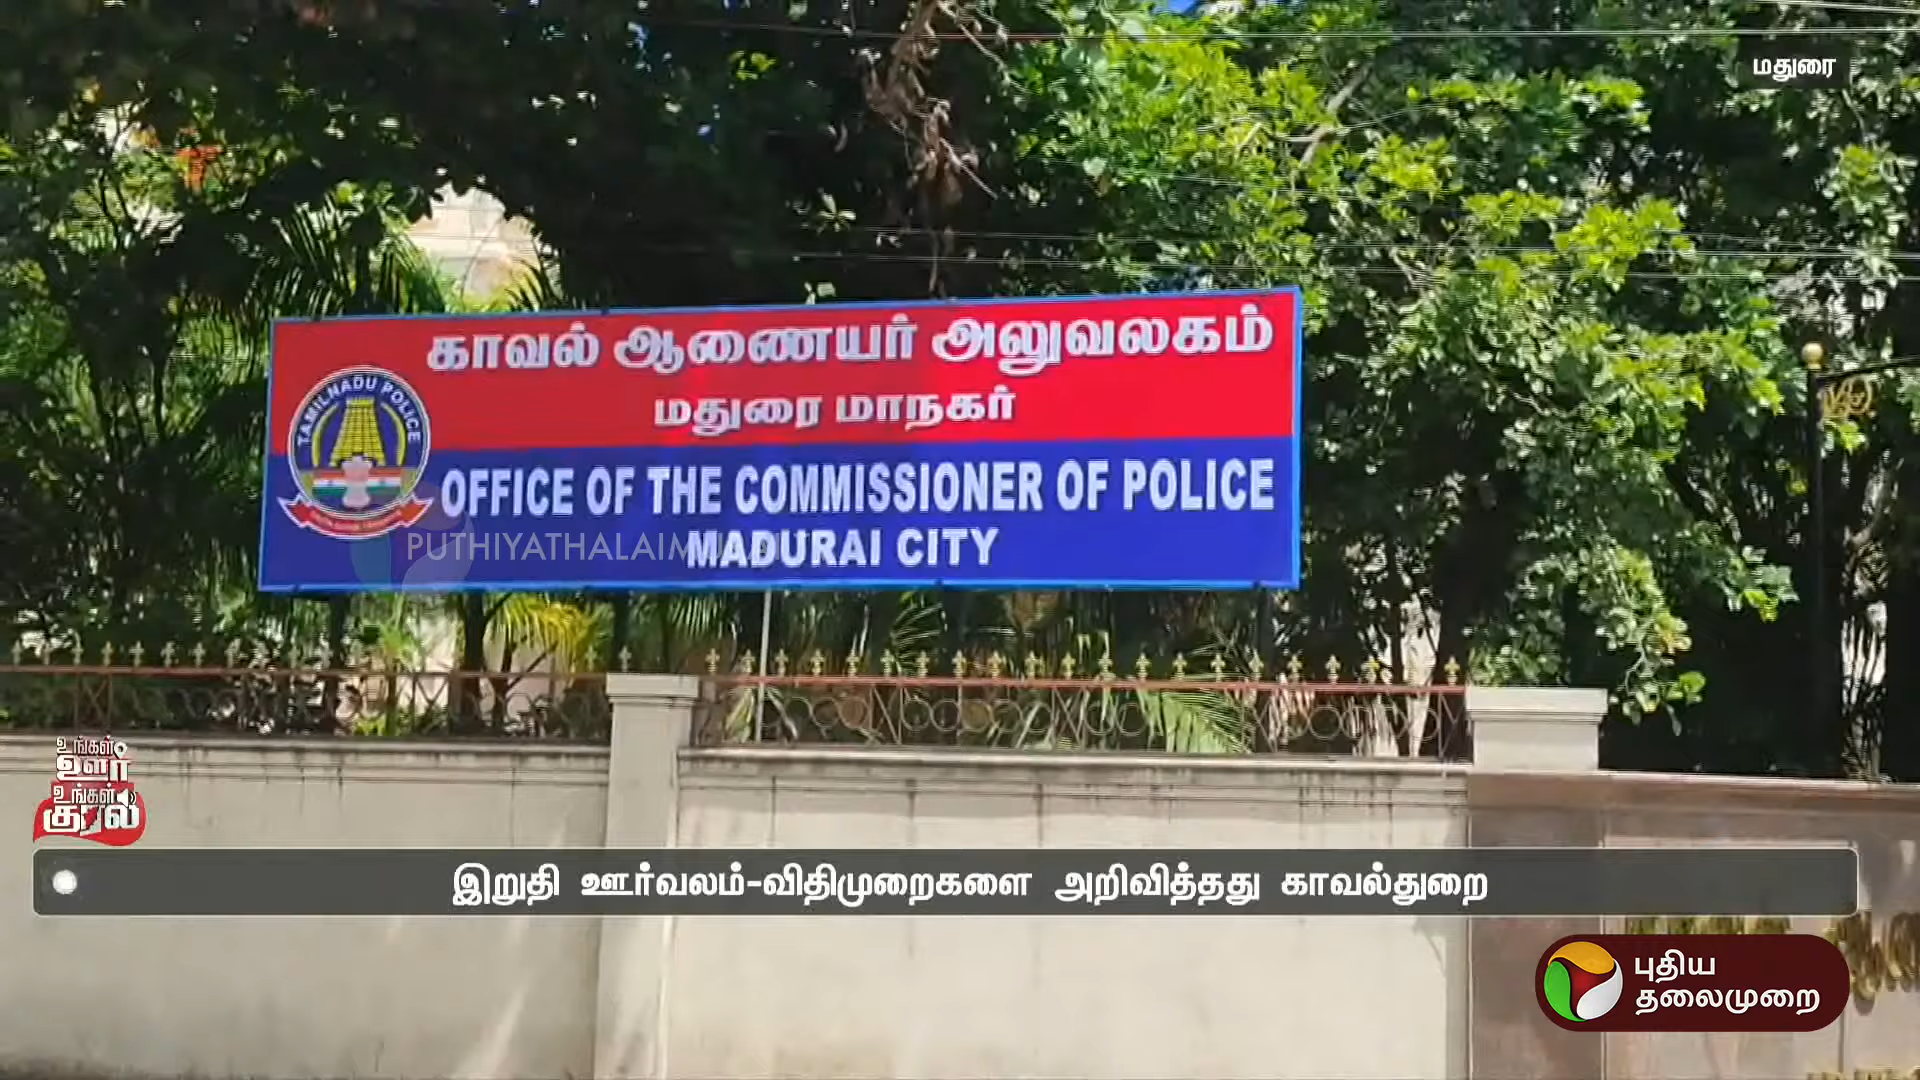 மதுரை
காவல் ஆணையர் அலுவலகம்
மதுரை மாநகர்
TAMILNADU POLICE
OFFICE OF THE COMMISSIONER OF POLICE
MADURAI CITY
PUTHIYATHALAIMURAI
உங்கள்
ஊர்
உங்கள்
குரல்
இறுதி ஊர்வலம்-விதிமுறைகளை அறிவித்தது காவல்துறை
புதிய
தலைமுறை